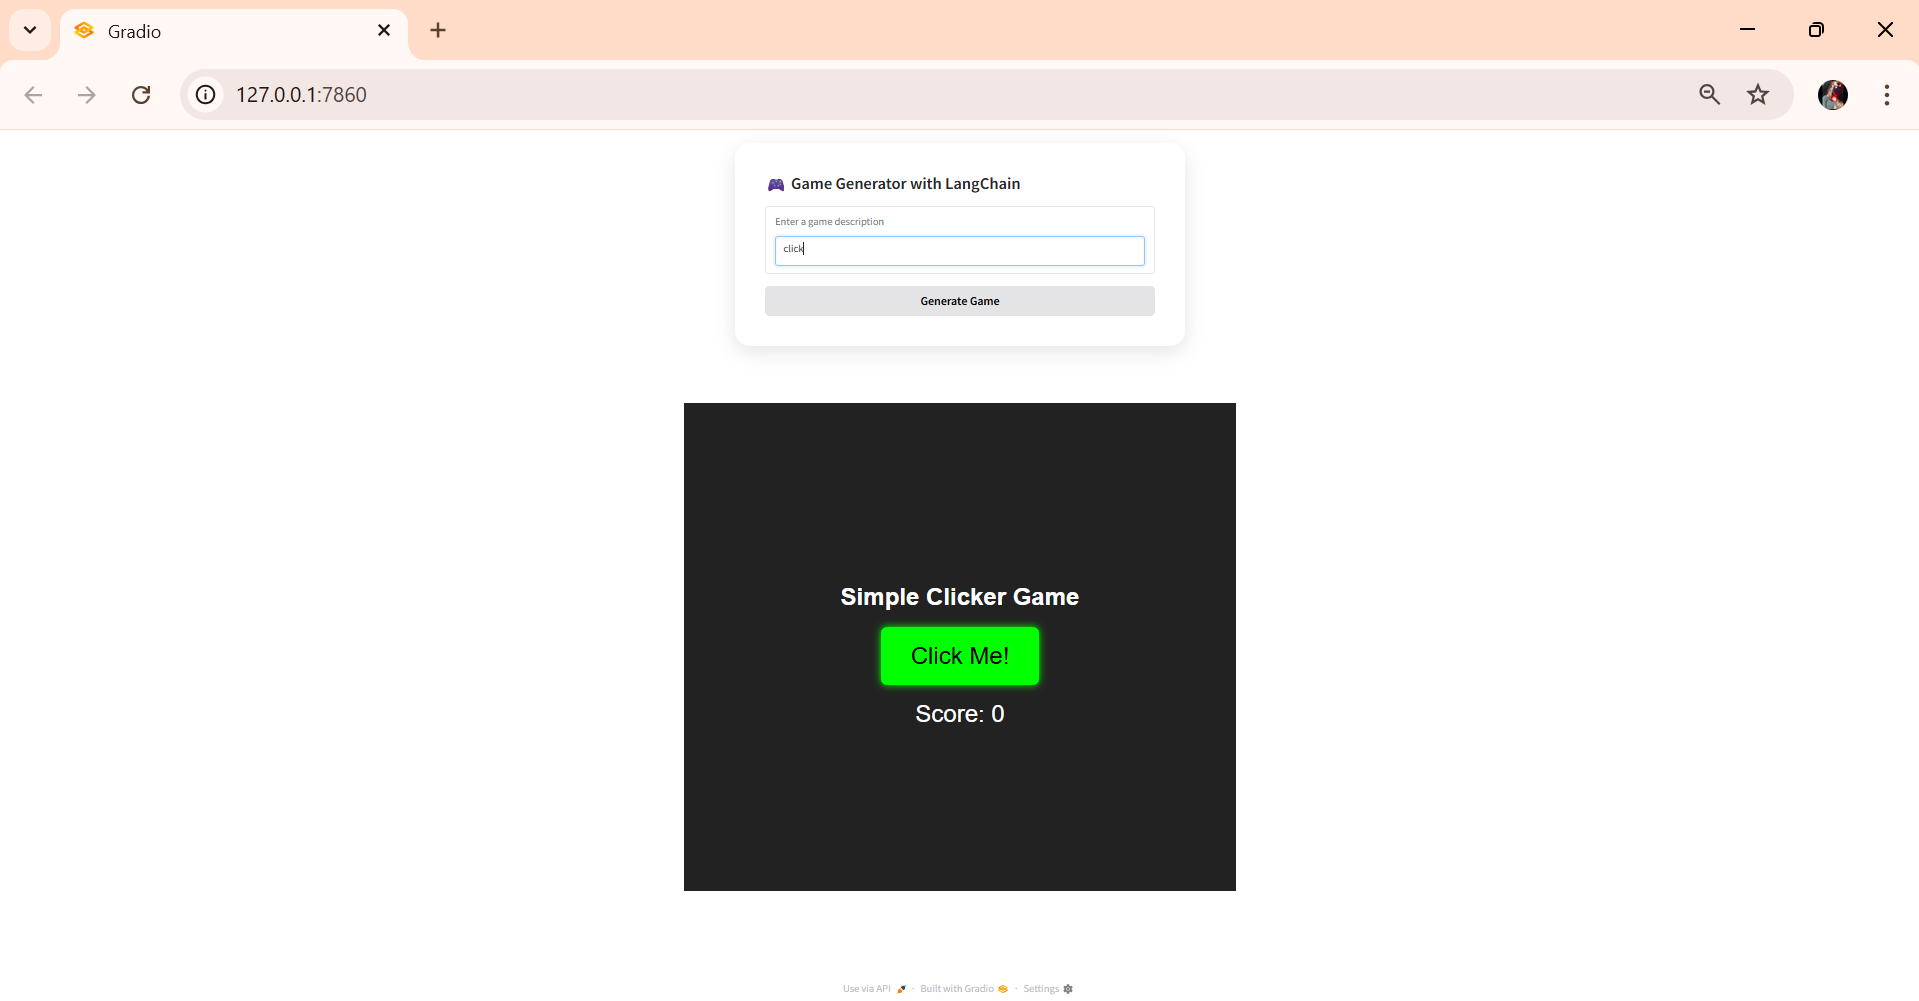 Gradio
127.0.0.1:7860
Game Generator with LangChain
Enter a game description
click
Generate Game
Simple Clicker Game
Click Me!
Score: 0
Use via API · Built with Gradio · Settings